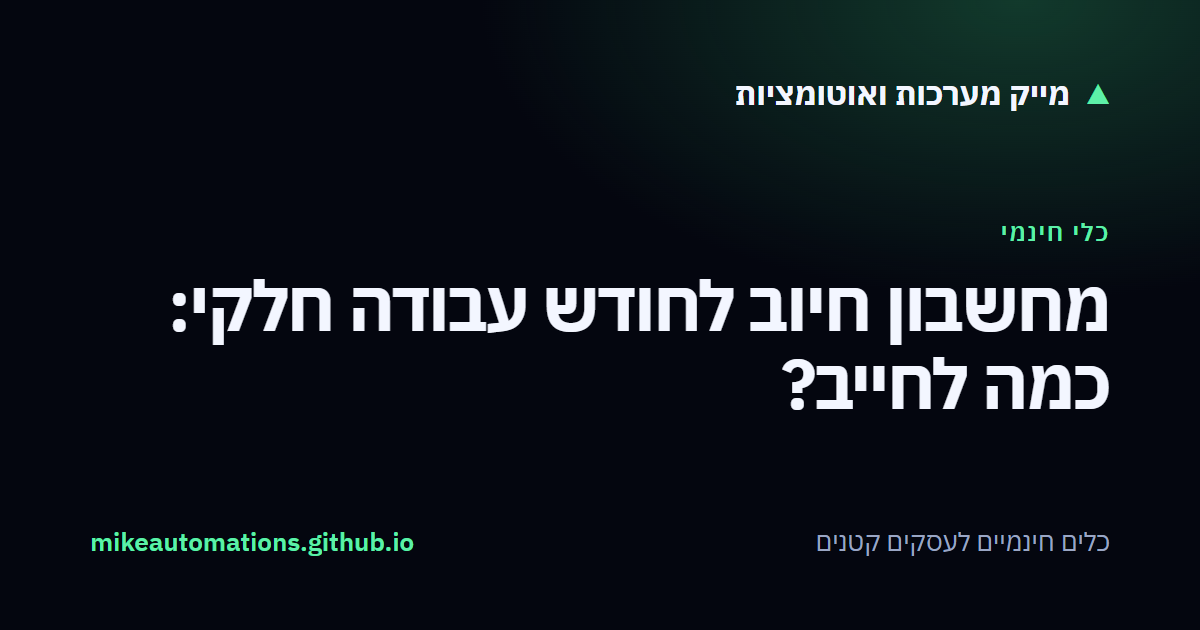 ▲ מייק מערכות ואוטומציות
כלי חינמי
מחשבון חיוב לחודש עבודה חלקי:
כמה לחייב?
כלים חינמיים לעסקים קטנים
mikeautomations.github.io